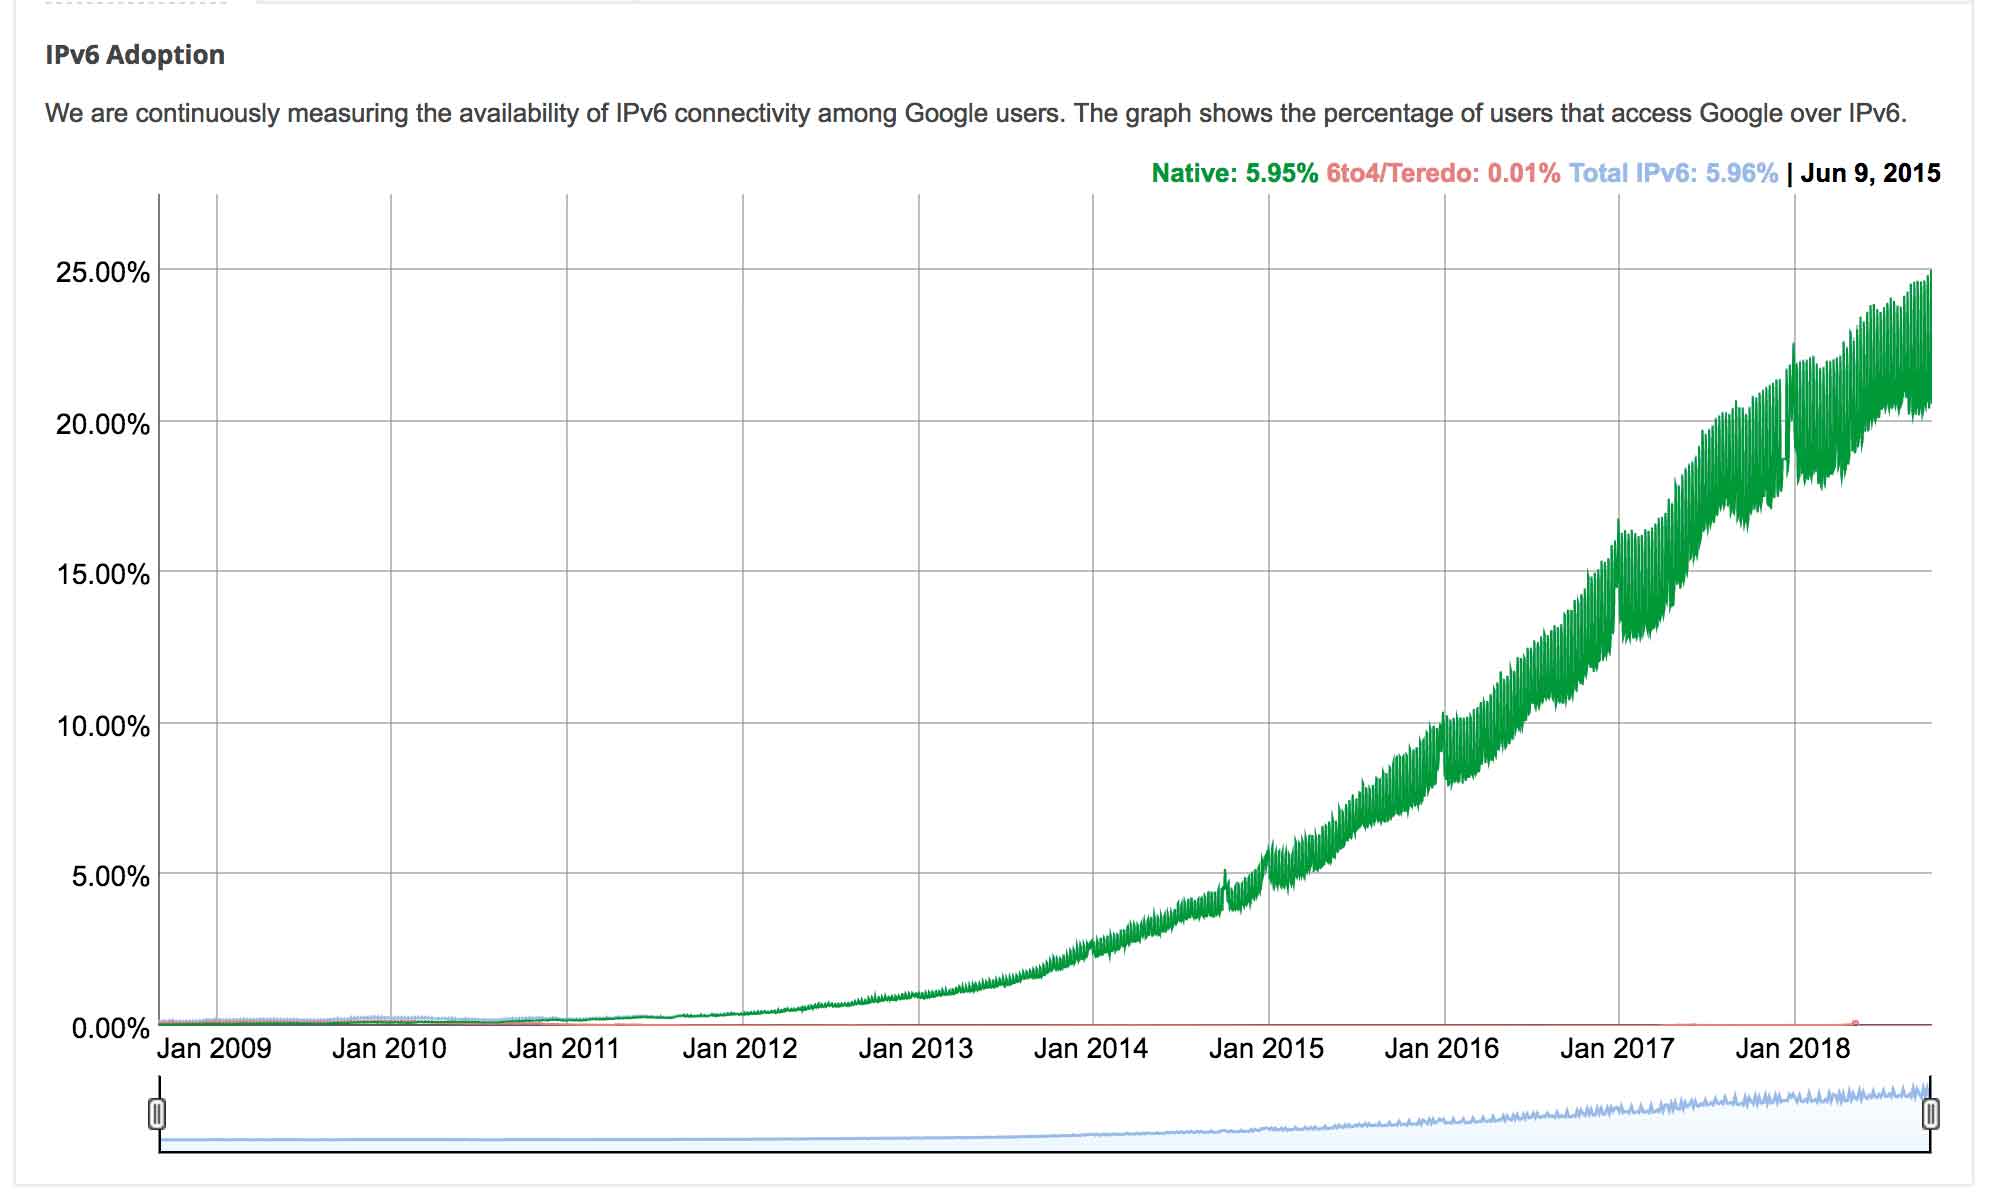 IPv6 Adoption
We are continuously measuring the availability of IPv6 connectivity among Google users. The graph shows the percentage of users that access Google over IPv6.
Native: 5.95% 6to4/Teredo: 0.01% Total IPv6: 5.96% | Jun 9, 2015
25.00%
20.00%
15.00%
10.00%
5.00%
0.00%
Jan 2009 Jan 2010 Jan 2011 Jan 2012 Jan 2013 Jan 2014 Jan 2015 Jan 2016 Jan 2017 Jan 2018